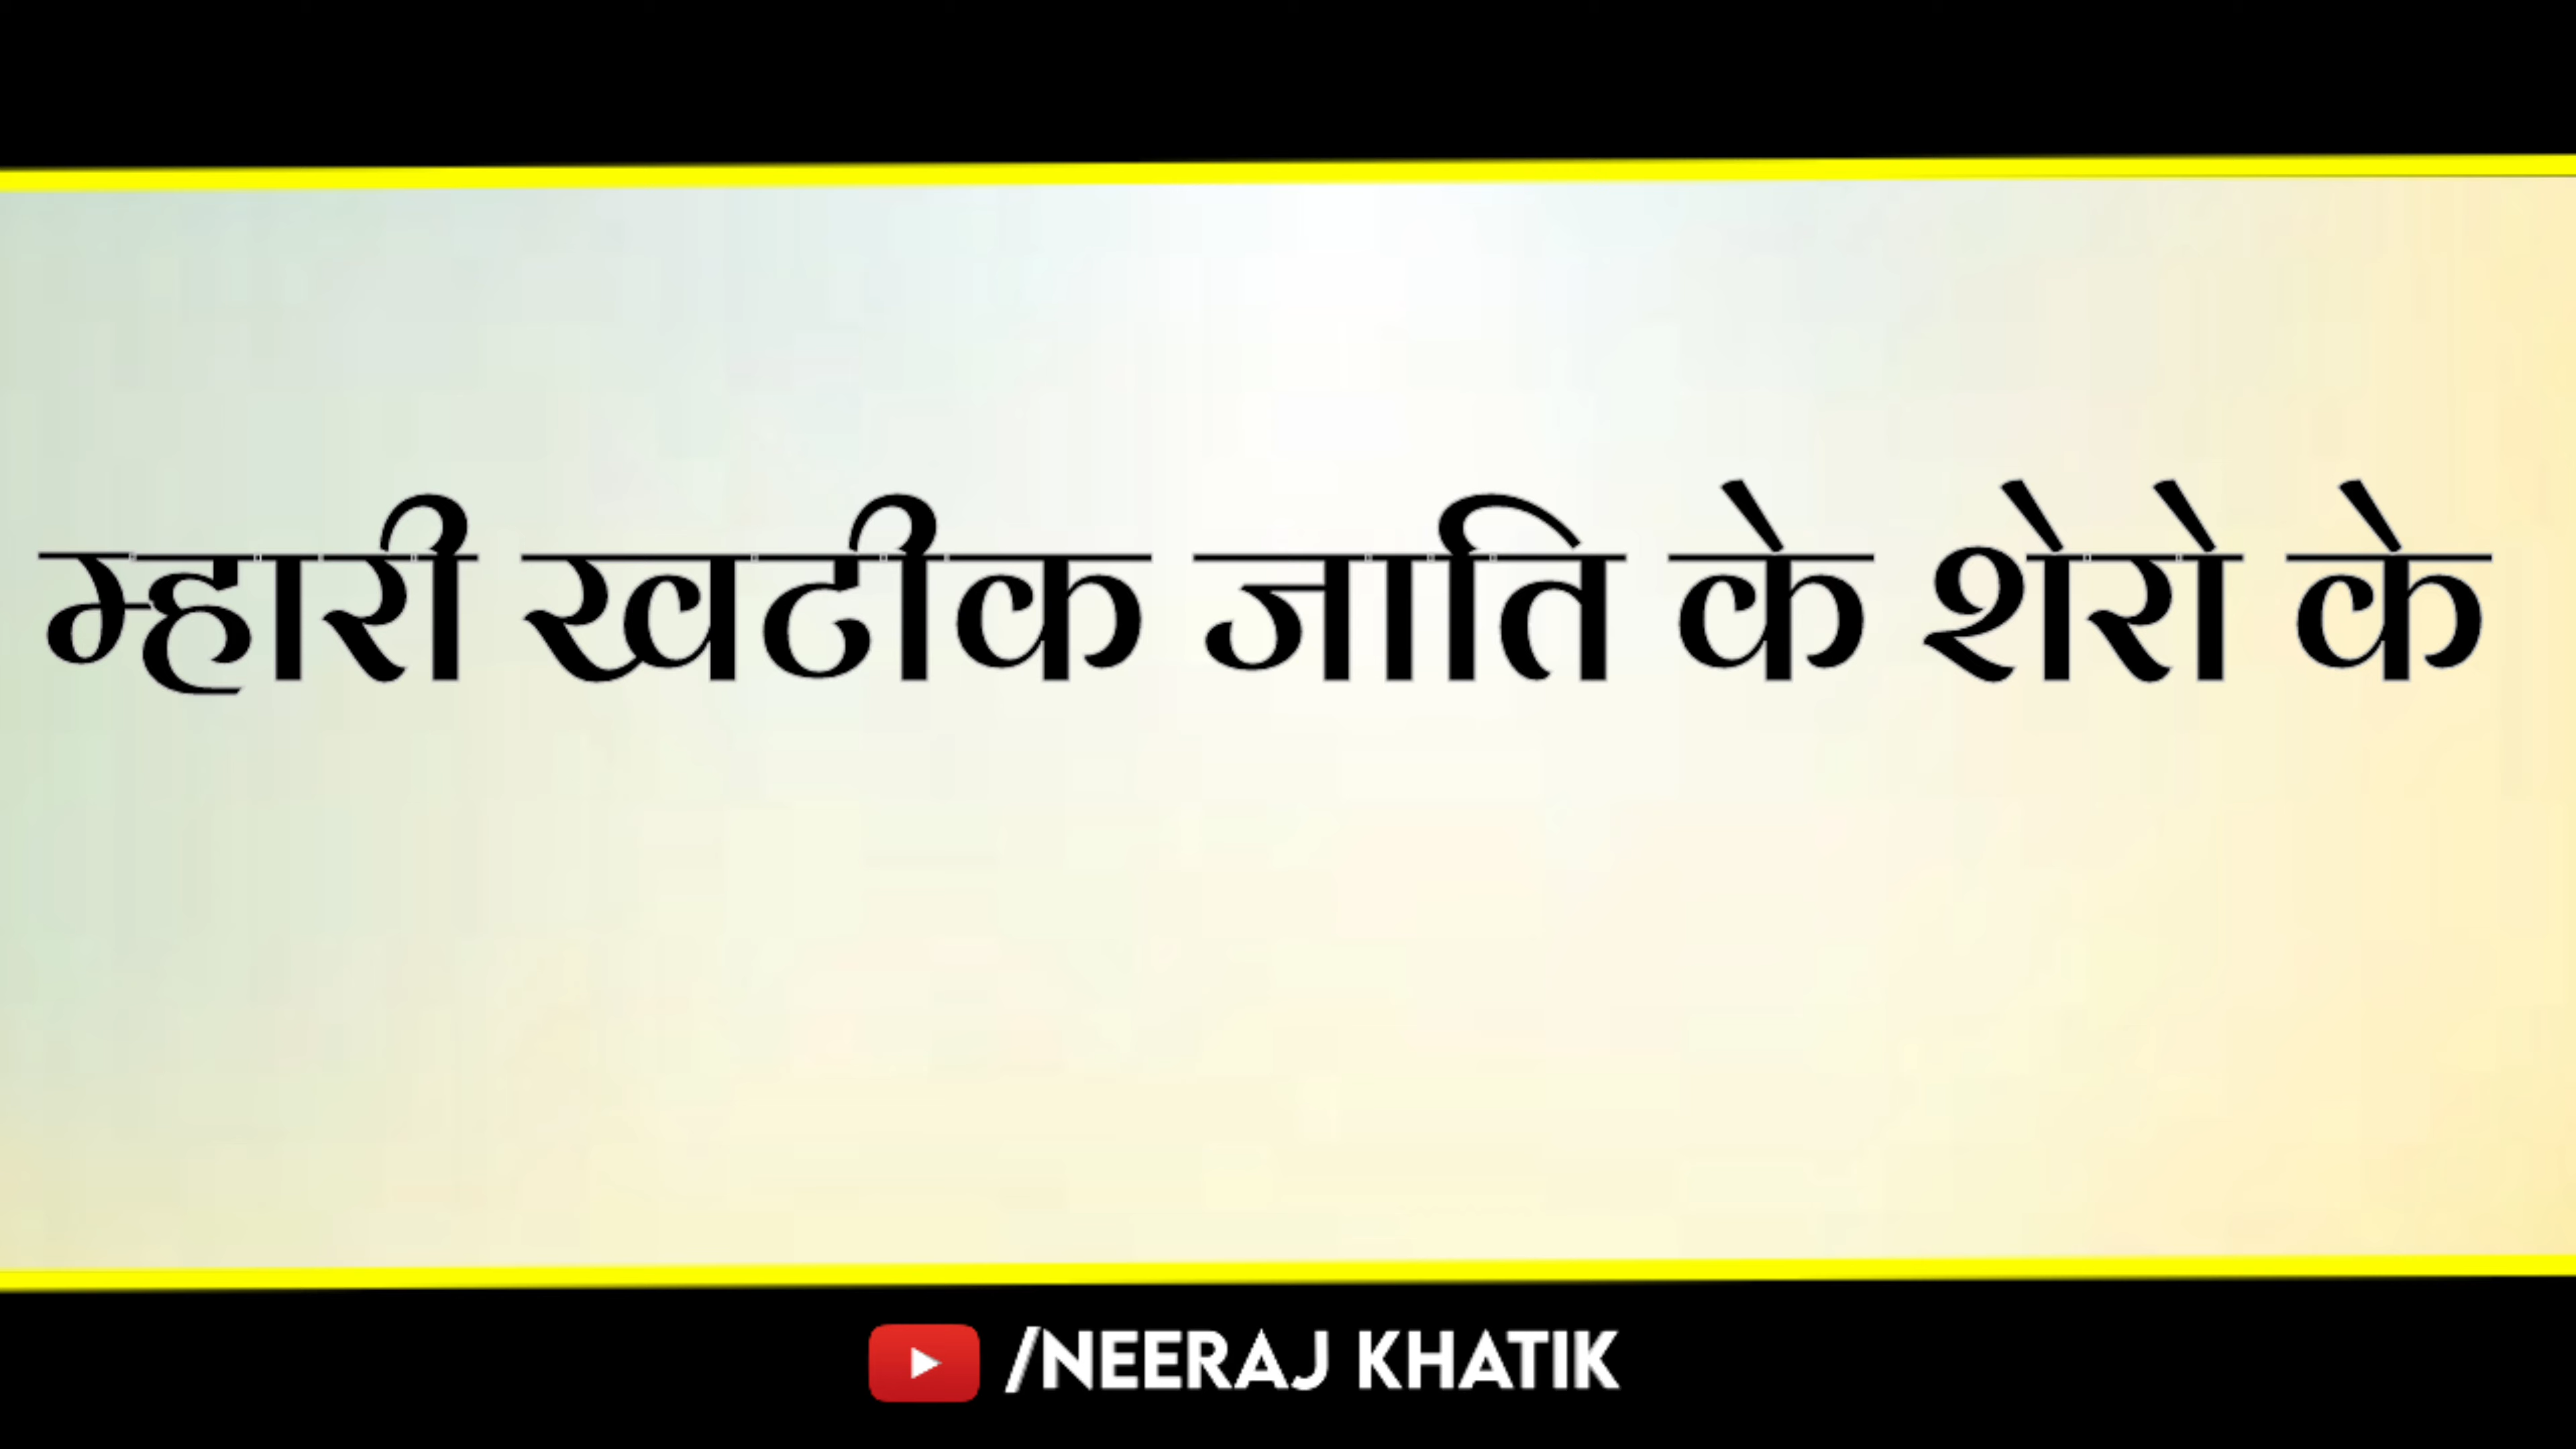 म्हारी खटीक जाति के शेरो के
/NEERAJ KHATIK